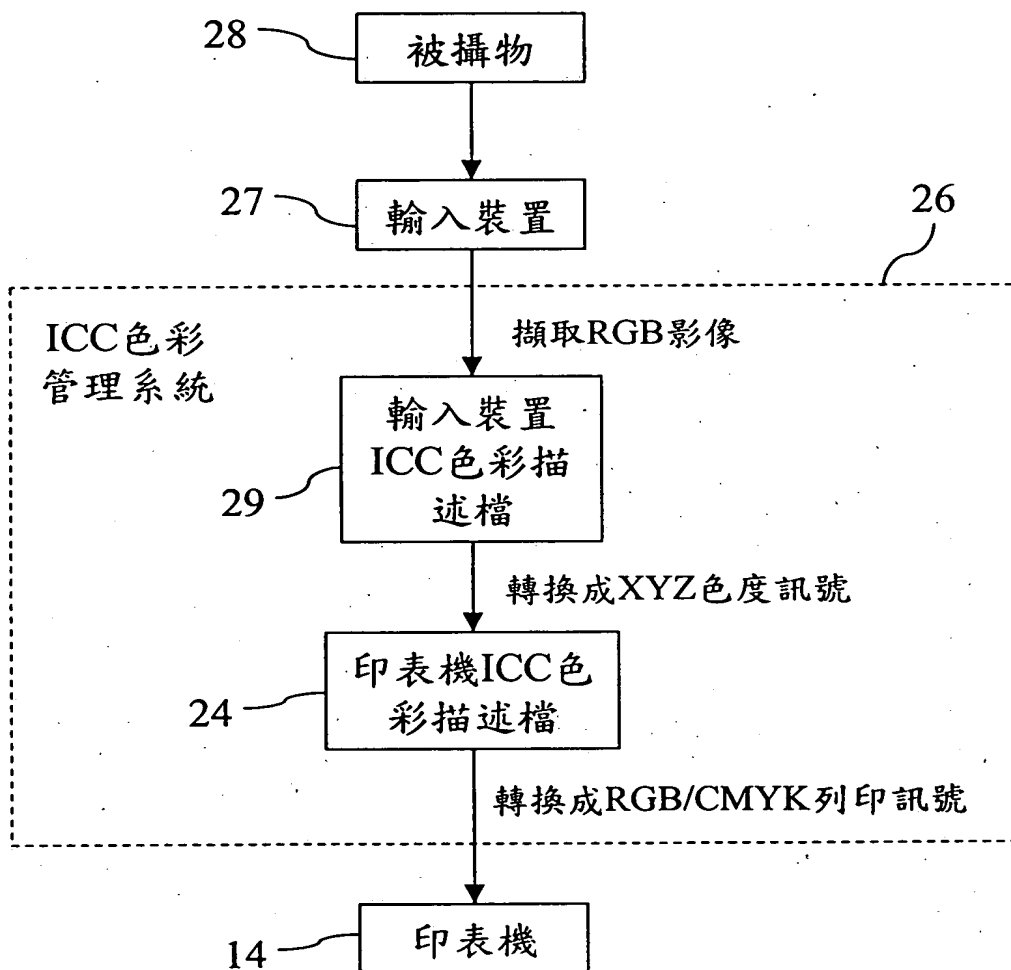 28
被攝物
27
輸入裝置
26
擷取RGB影像
ICC色彩
管理系統
輸入裝置
ICC色彩描
述檔
29
轉換成XYZ色度訊號
印表機ICC色
彩描述檔
24
轉換成RGB/CMYK列印訊號
印表機
14